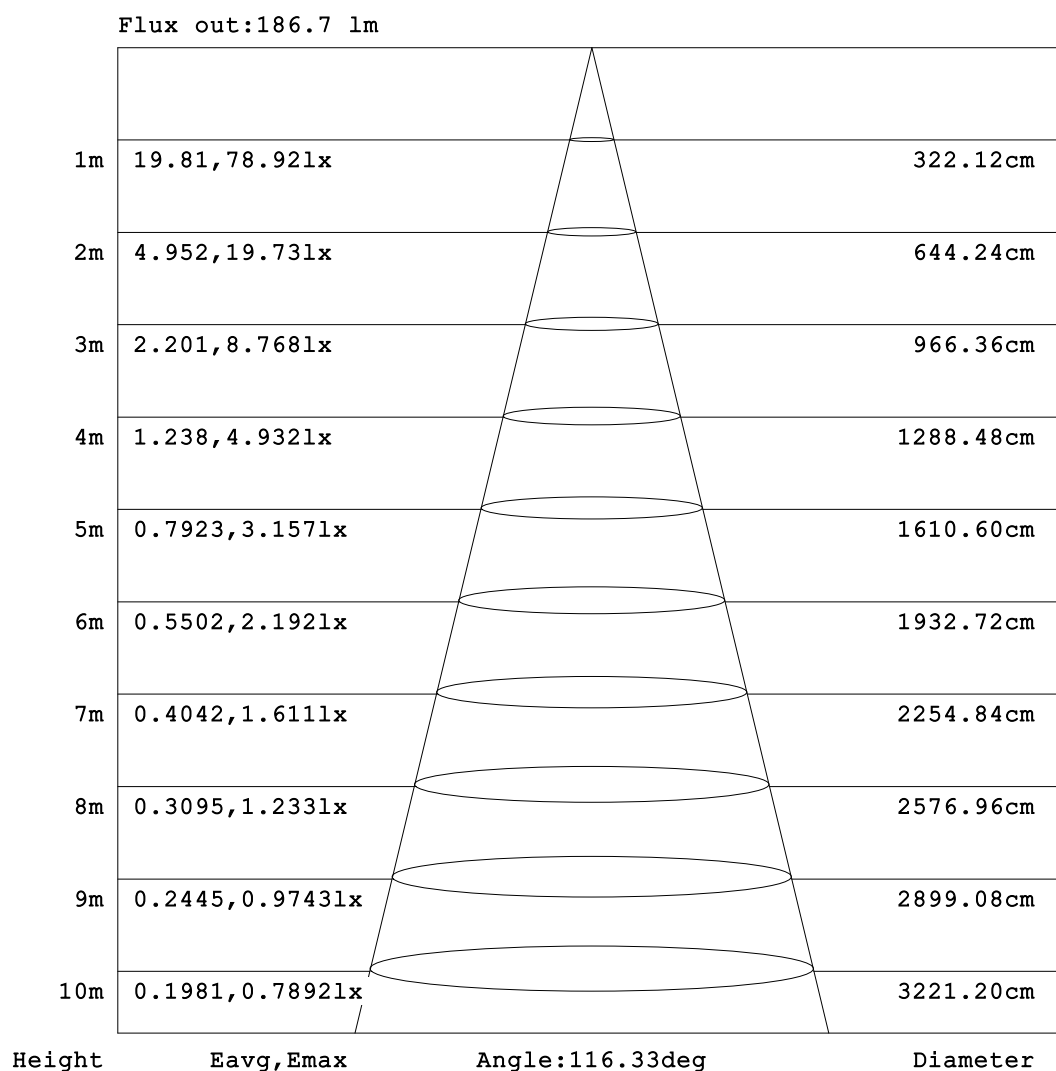 Flux out:186.7 lm
1m 19.81,78.92lx 322.12cm
2m 4.952,19.73lx 644.24cm
3m 2.201,8.768lx 966.36cm
4m 1.238,4.932lx 1288.48cm
5m 0.7923,3.157lx 1610.60cm
6m 0.5502,2.192lx 1932.72cm
7m 0.4042,1.611lx 2254.84cm
8m 0.3095,1.233lx 2576.96cm
9m 0.2445,0.9743lx 2899.08cm
10m 0.1981,0.7892lx 3221.20cm
Height Eavg,Emax Angle:116.33deg Diameter